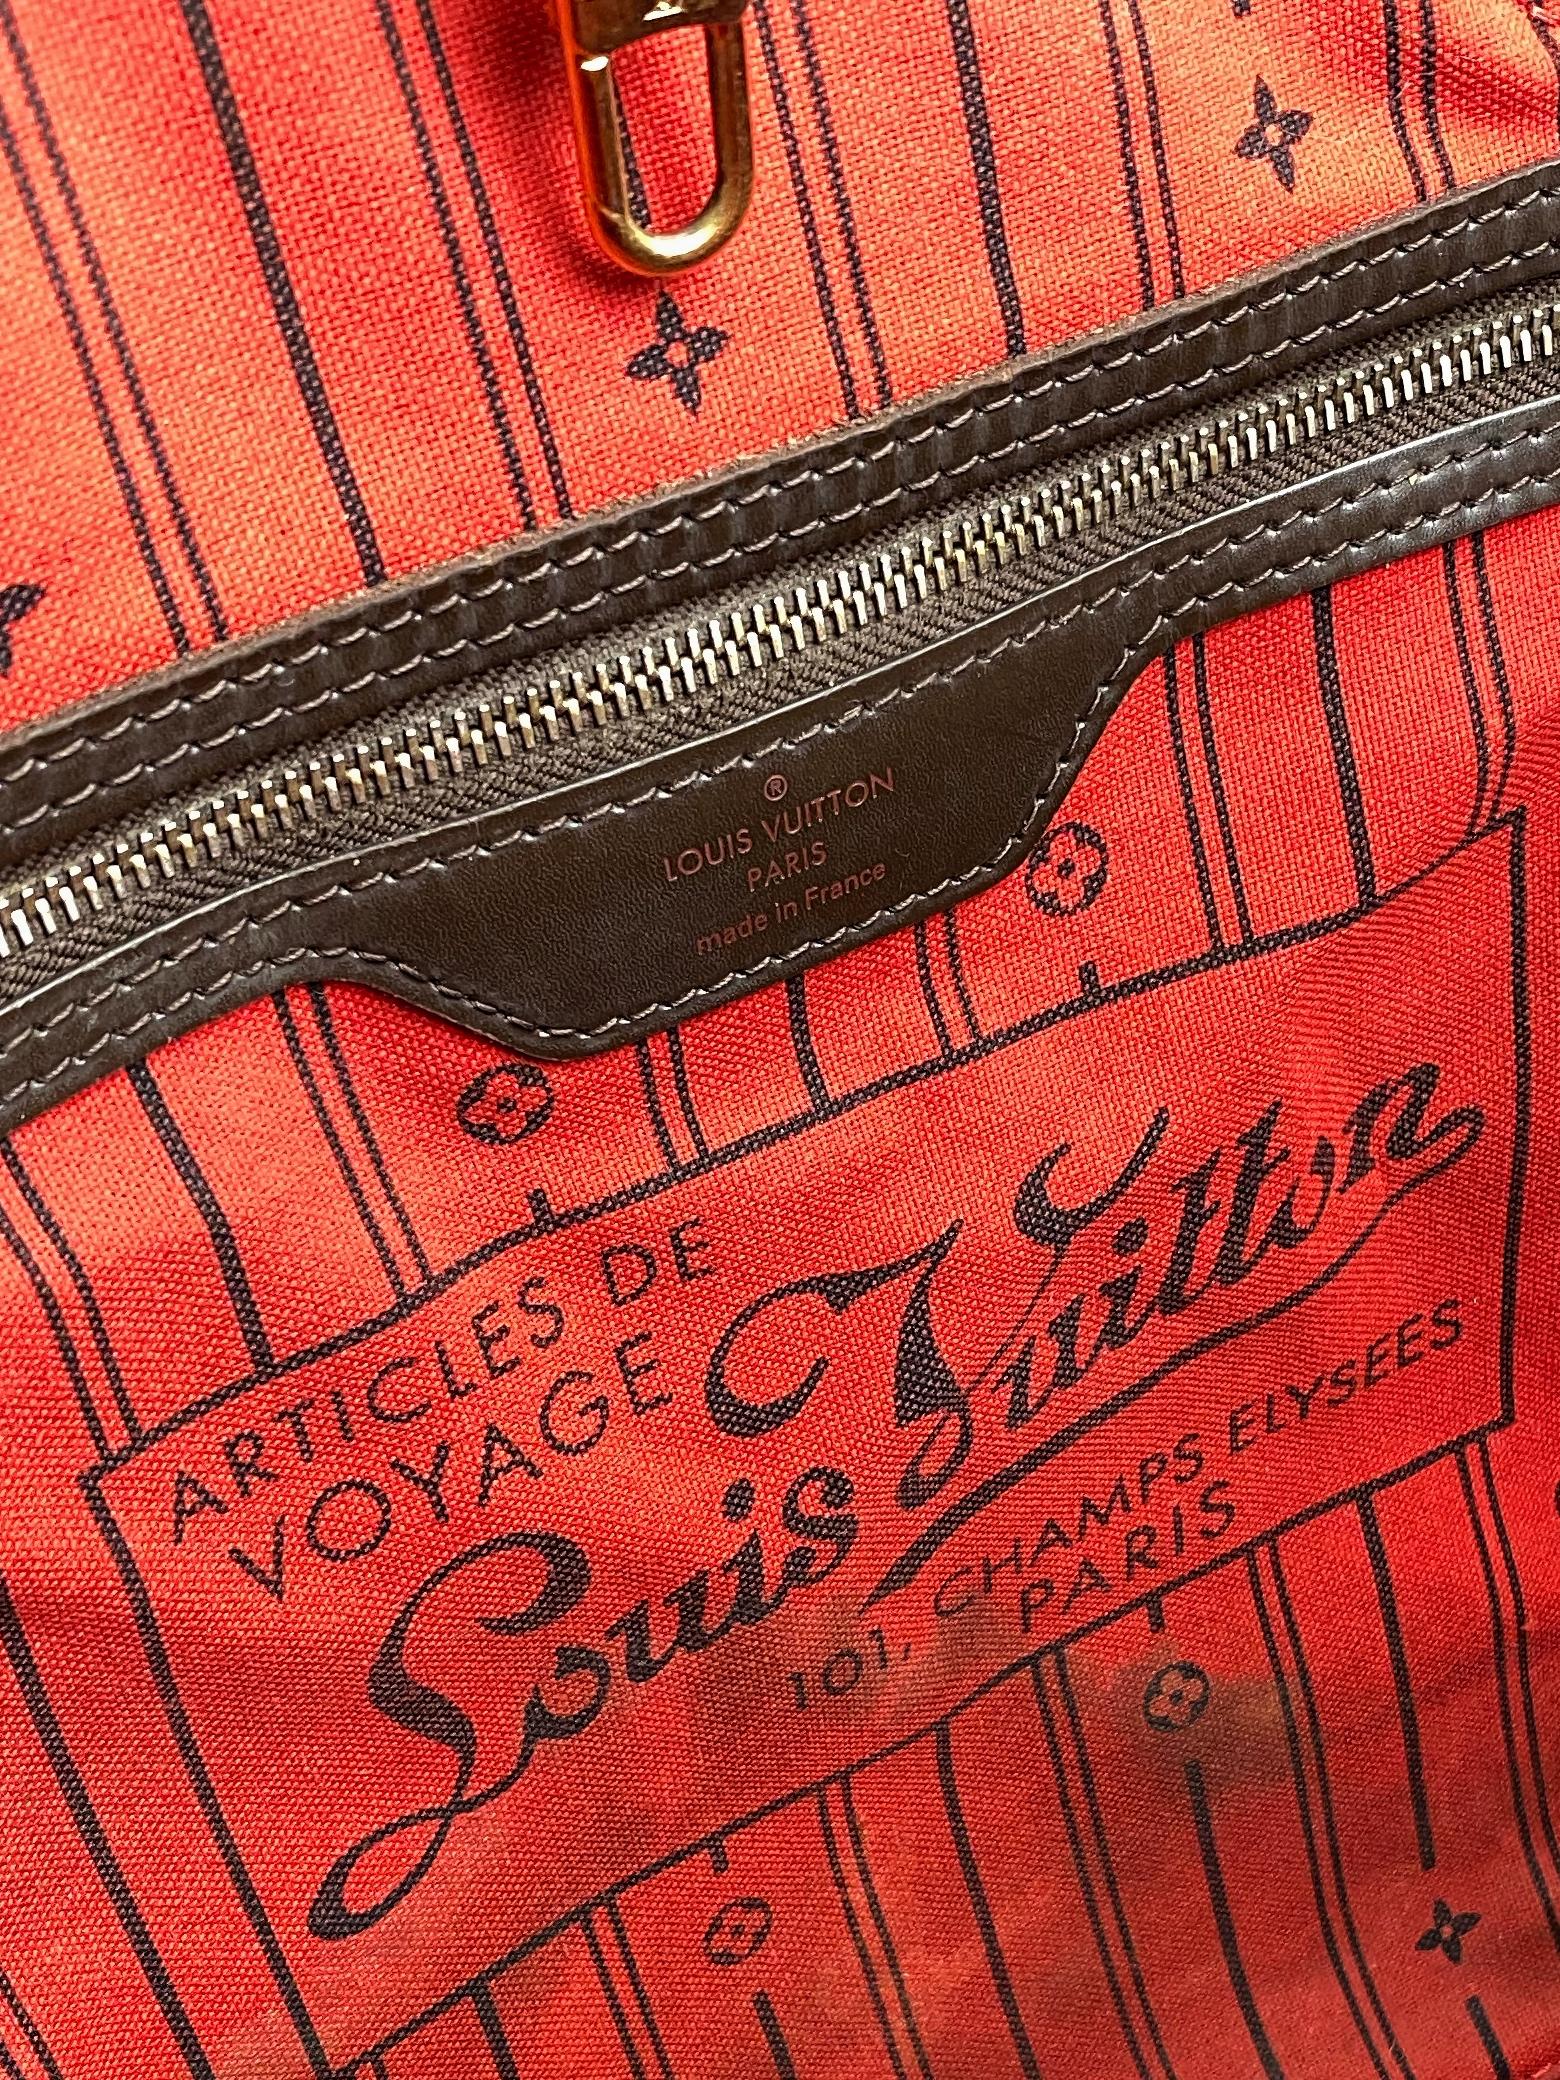 ®
LOUIS VUITTON
PARIS
made in France
ARTICLES DE
VOYAGE
Louis Vuitton
101, CHAMPS ELYSEES
PARIS